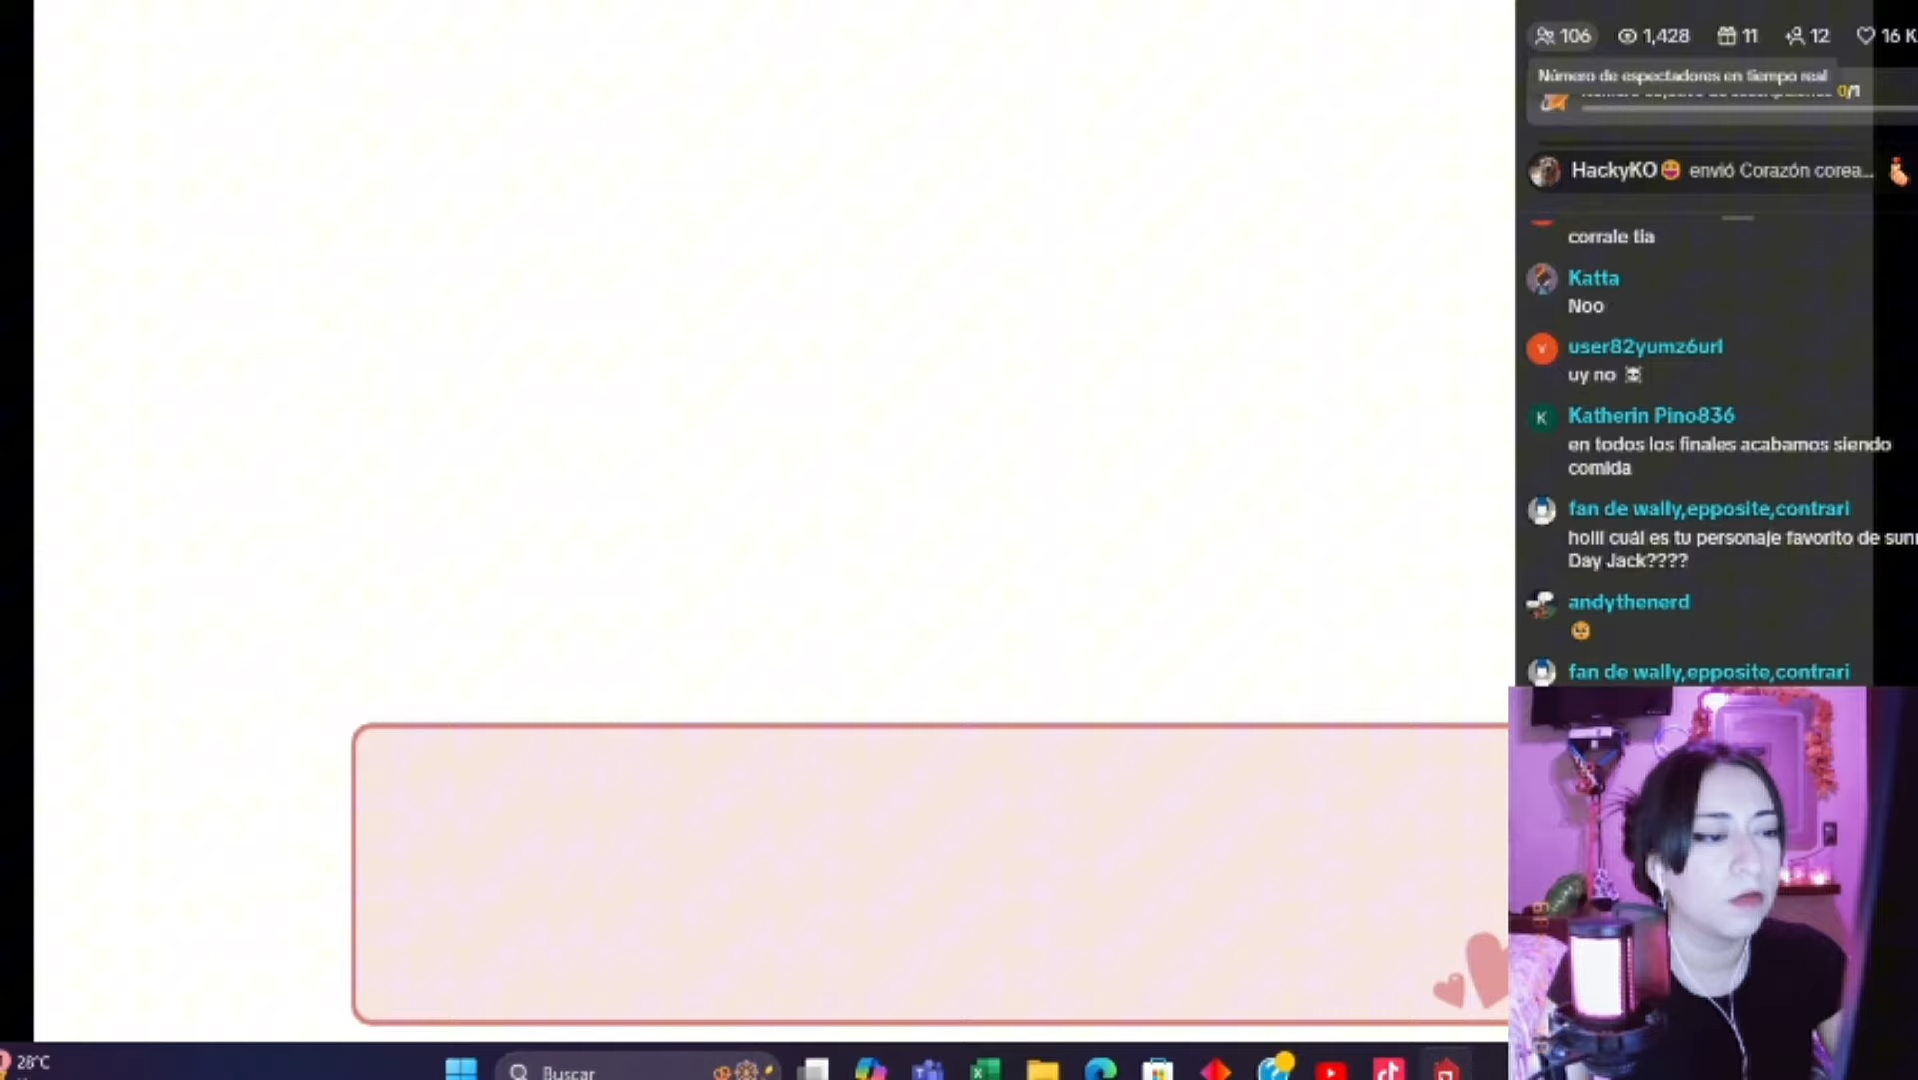 106 1,428 11 12 16 K
Número de espectadores en tiempo real
0/1
HackyKO envió Corazón corea...
corrale tia
Katta
Noo
user82yumz6url
uy no
Katherin Pino836
en todos los finales acabamos siendo
comida
fan de wally,epposite,contrari
holii cuál es tu personaje favorito de sunn
Day Jack????
andythenerd
fan de wally,epposite,contrari
28°C
Buscar